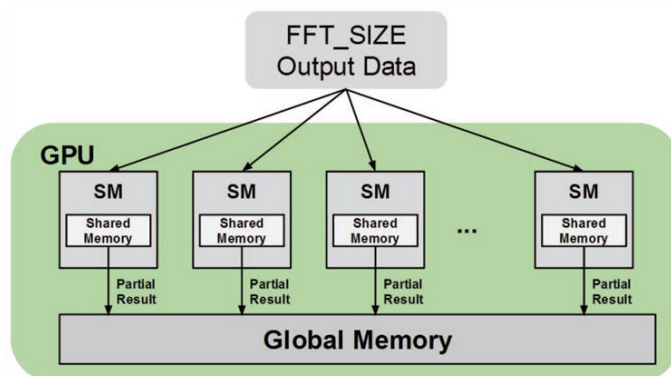 FFT_SIZE
Output Data
GPU
SM
SM
SM
SM
Shared
Memory
Shared
Memory
Shared
Memory
...
Shared
Memory
Partial
Result
Partial
Result
Partial
Result
Partial
Result
Global Memory